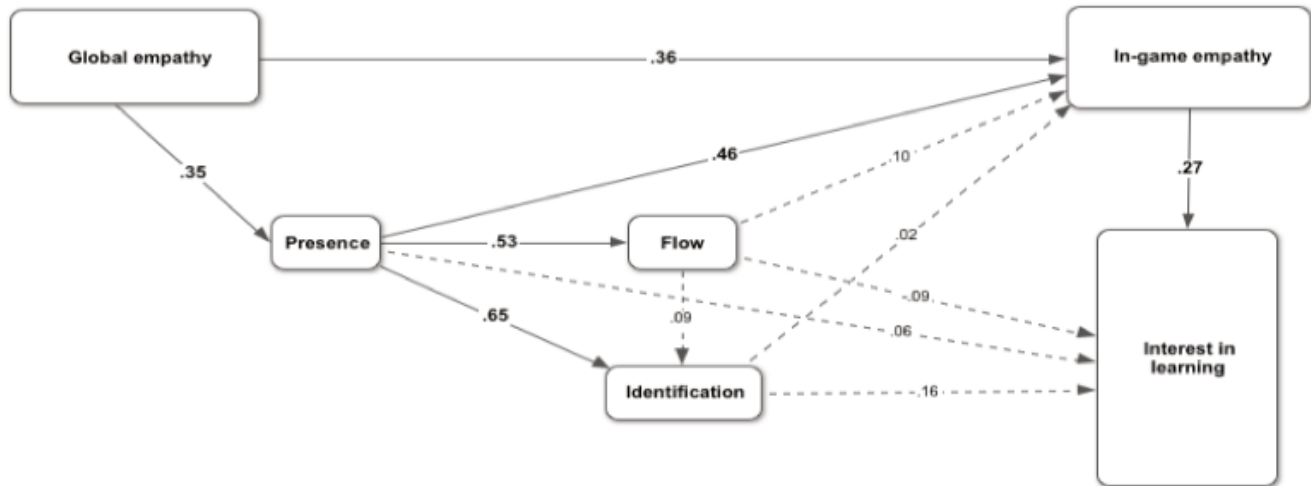 Global empathy
.36
In-game empathy
.35
.46
.10
.27
Presence
.53
Flow
.02
.65
.09
-.09
.06
Identification
.16
Interest in
learning